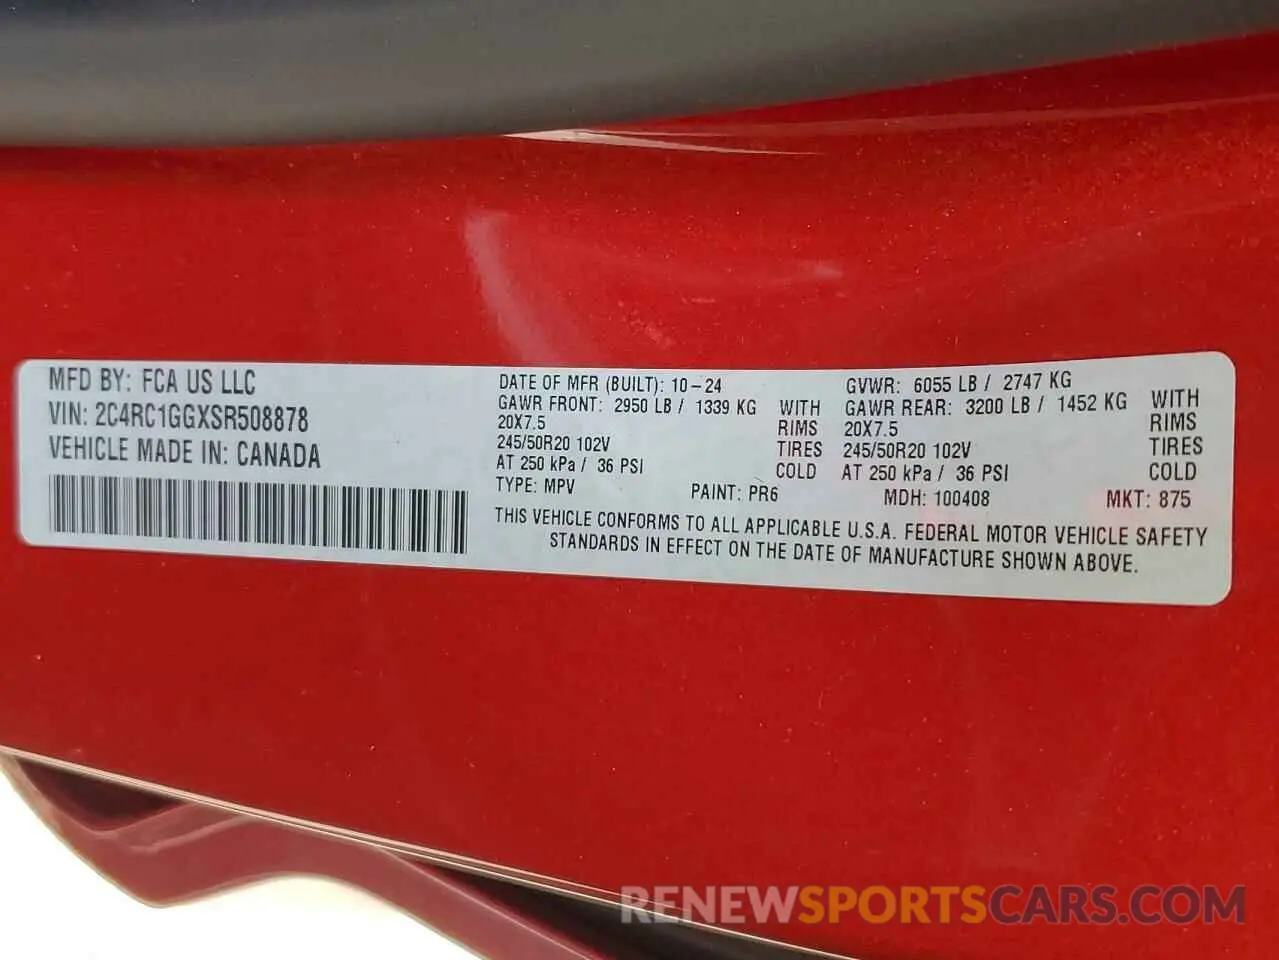 MFD BY: FCA US LLC
VIN: 2C4RC1GGXSR508878
VEHICLE MADE IN: CANADA
DATE OF MFR (BUILT): 10-24
GAWR FRONT: 2950 LB / 1339 KG WITH
20X7.5 RIMS
245/50R20 102V TIRES
AT 250 kPa / 36 PSI COLD
GVWR: 6055 LB / 2747 KG
GAWR REAR: 3200 LB / 1452 KG WITH
20X7.5 RIMS
245/50R20 102V TIRES
AT 250 kPa / 36 PSI COLD
TYPE: MPV PAINT: PR6 MDH: 100408 MKT: 875
THIS VEHICLE CONFORMS TO ALL APPLICABLE U.S.A. FEDERAL MOTOR VEHICLE SAFETY
STANDARDS IN EFFECT ON THE DATE OF MANUFACTURE SHOWN ABOVE.
RENEWSPORTSCARS.COM